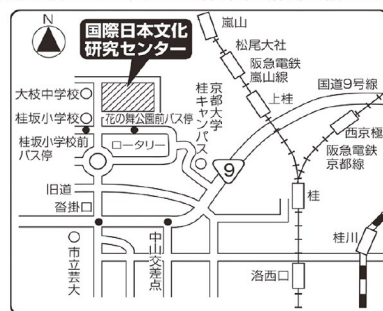 N
国際日本文化
研究センター
嵐山
松尾大社
阪急電鉄
嵐山線
上桂
国道9号線
大枝中学校
桂坂小学校
花の舞公園前バス停
京都大学
桂キャンパス
西京極
阪急電鉄
京都線
桂坂小学校前
バス停
ロータリー
9
旧道
沓掛口
桂
桂川
市立芸大
中山交差点
洛西口